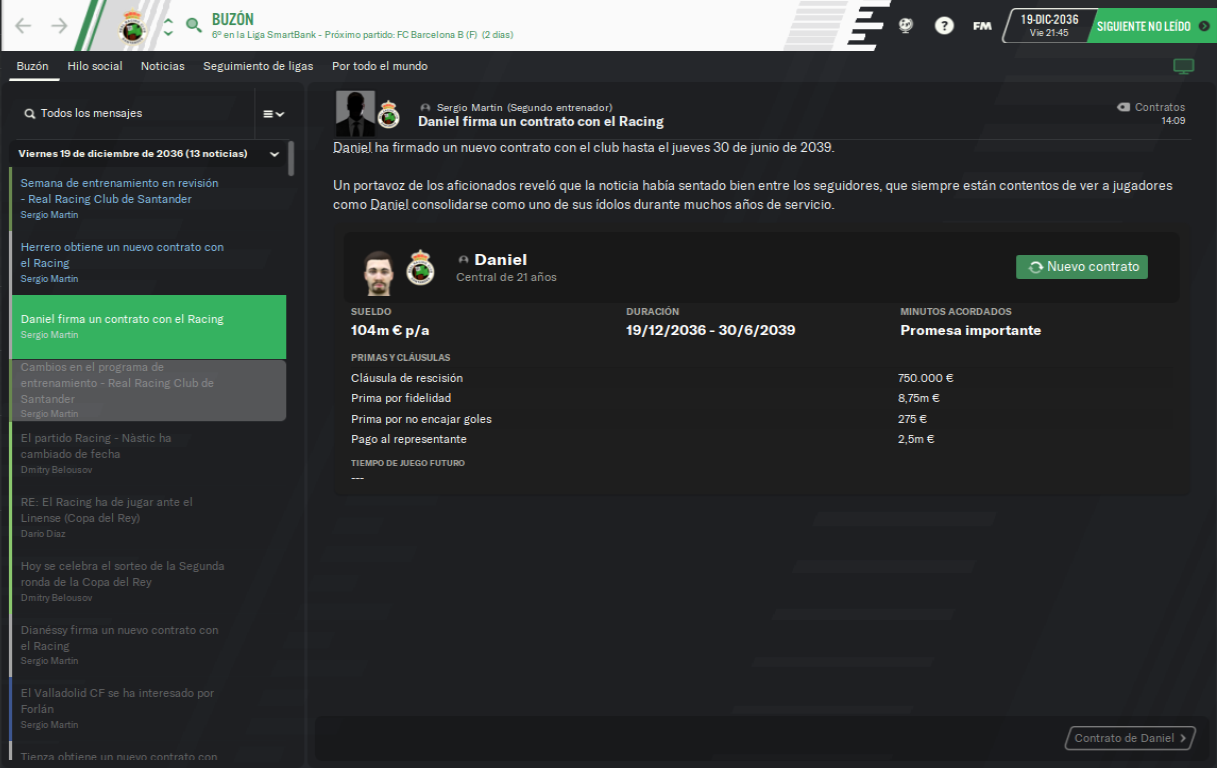 BUZÓN
6º en la Liga SmartBank - Próximo partido: FC Barcelona B (F) (2 días)
?
FM
19-DIC-2036
Vie 21:45
SIGUIENTE NO LEÍDO
Buzón
Hilo social
Noticias
Seguimiento de ligas
Por todo el mundo
Todos los mensajes
Viernes 19 de diciembre de 2036 (13 noticias)
Semana de entrenamiento en revisión
- Real Racing Club de Santander
Sergio Martín
Herrero obtiene un nuevo contrato con
el Racing
Sergio Martín
Daniel firma un contrato con el Racing
Sergio Martín
Cambios en el programa de
entrenamiento - Real Racing Club de
Santander
Sergio Martín
El partido Racing - Nàstic ha
cambiado de fecha
Dmitry Belousov
RE: El Racing ha de jugar ante el
Linense (Copa del Rey)
Darío Díaz
Hoy se celebra el sorteo de la Segunda
ronda de la Copa del Rey
Dmitry Belousov
Dianéssy firma un nuevo contrato con
el Racing
Sergio Martín
El Valladolid CF se ha interesado por
Forlán
Sergio Martín
Tienza obtiene un nuevo contrato con
Sergio Martín (Segundo entrenador)
Daniel firma un contrato con el Racing
Contratos
14:09
Daniel ha firmado un nuevo contrato con el club hasta el jueves 30 de junio de 2039.
Un portavoz de los aficionados reveló que la noticia había sentado bien entre los seguidores, que siempre están contentos de ver a jugadores
como Daniel consolidarse como uno de sus ídolos durante muchos años de servicio.
Daniel
Central de 21 años
Nuevo contrato
SUELDO
104m € p/a
DURACIÓN
19/12/2036 - 30/6/2039
MINUTOS ACORDADOS
Promesa importante
PRIMAS Y CLÁUSULAS
Cláusula de rescisión 750.000 €
Prima por fidelidad 8,75m €
Prima por no encajar goles 275 €
Pago al representante 2,5m €
TIEMPO DE JUEGO FUTURO
---
Contrato de Daniel